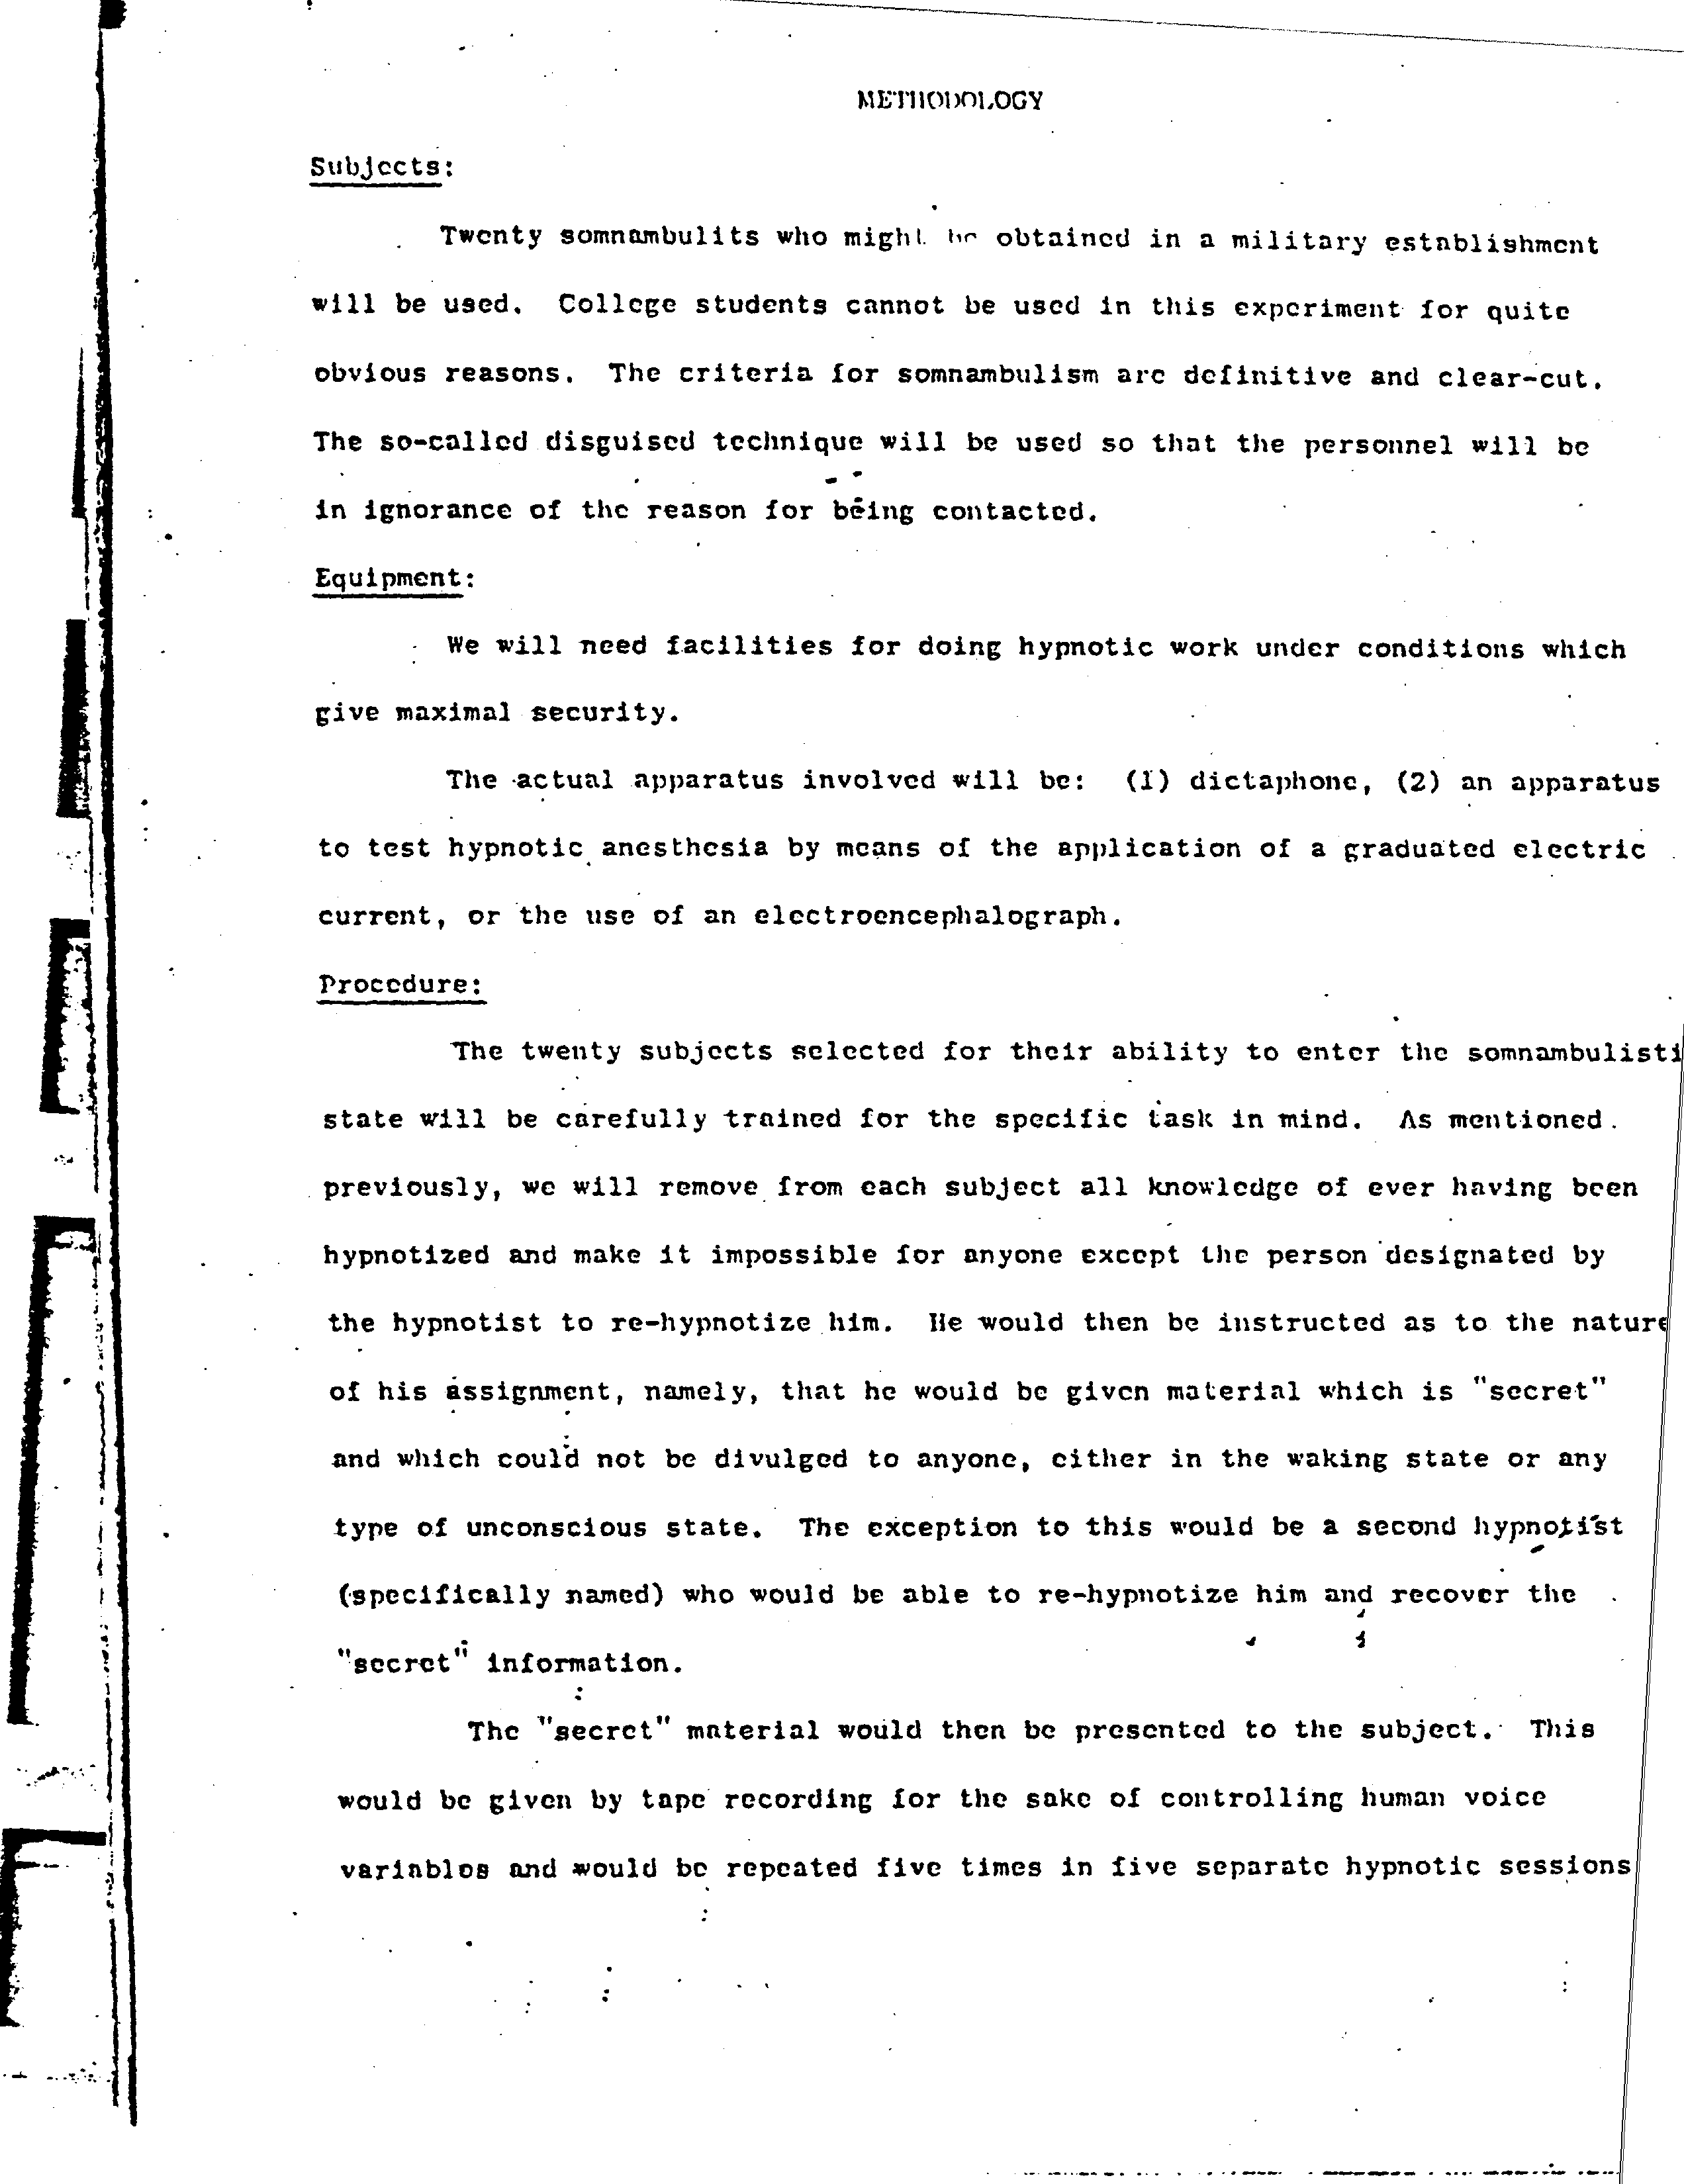 METHODOLOGY
Subjects:
Twenty somnambulits who might be obtained in a military establishment
will be used. College students cannot be used in this experiment for quite
obvious reasons. The criteria for somnambulism are definitive and clear-cut.
The so-called disguised technique will be used so that the personnel will be
in ignorance of the reason for being contacted.
Equipment:
We will need facilities for doing hypnotic work under conditions which
give maximal security.
The actual apparatus involved will be: (1) dictaphone, (2) an apparatus
to test hypnotic anesthesia by means of the application of a graduated electric
current, or the use of an electroencephalograph.
Procedure:
The twenty subjects selected for their ability to enter the somnambulisti
state will be carefully trained for the specific task in mind. As mentioned
previously, we will remove from each subject all knowledge of ever having been
hypnotized and make it impossible for anyone except the person designated by
the hypnotist to re-hypnotize him. He would then be instructed as to the nature
of his assignment, namely, that he would be given material which is "secret"
and which could not be divulged to anyone, either in the waking state or any
type of unconscious state. The exception to this would be a second hypnotist
(specifically named) who would be able to re-hypnotize him and recover the
"secret" information.
The "secret" material would then be presented to the subject. This
would be given by tape recording for the sake of controlling human voice
variables and would be repeated five times in five separate hypnotic sessions